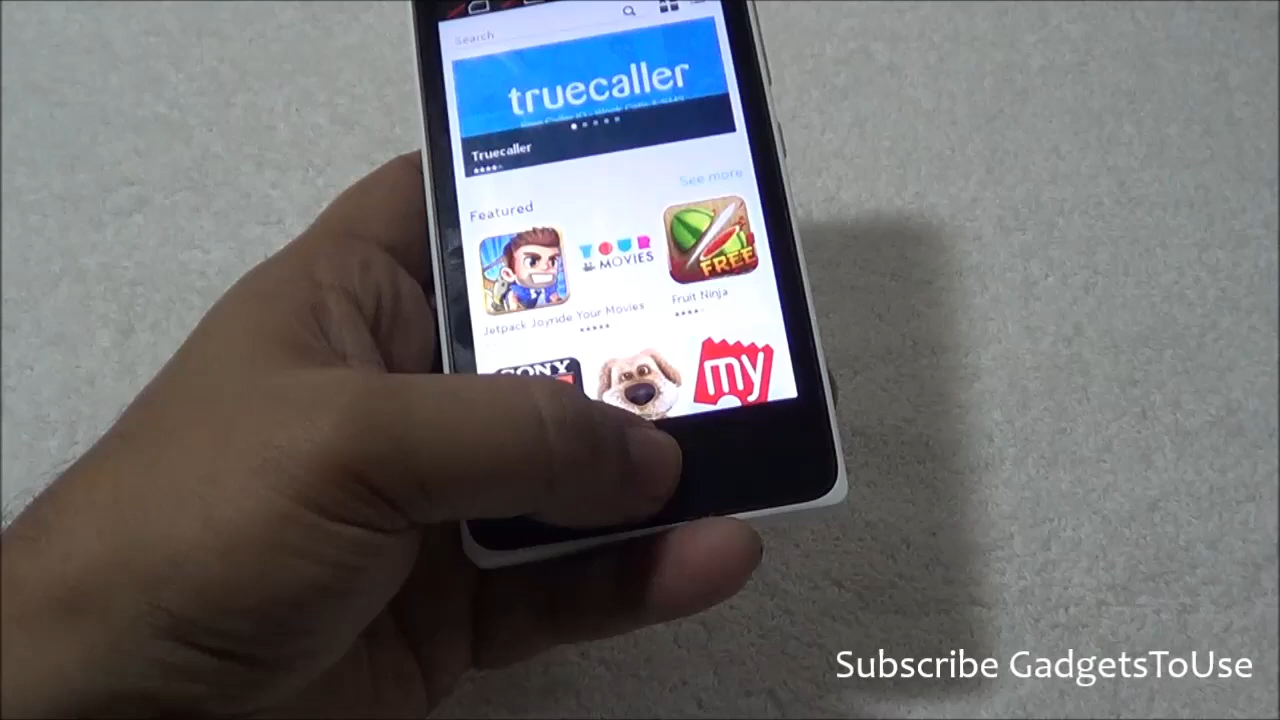 Search
truecaller
Truecaller
See more
Featured
YOUR
MOVIES
FREE
Jetpack Joyride
Your Movies
Fruit Ninja
SONY
my
Subscribe GadgetsToUse